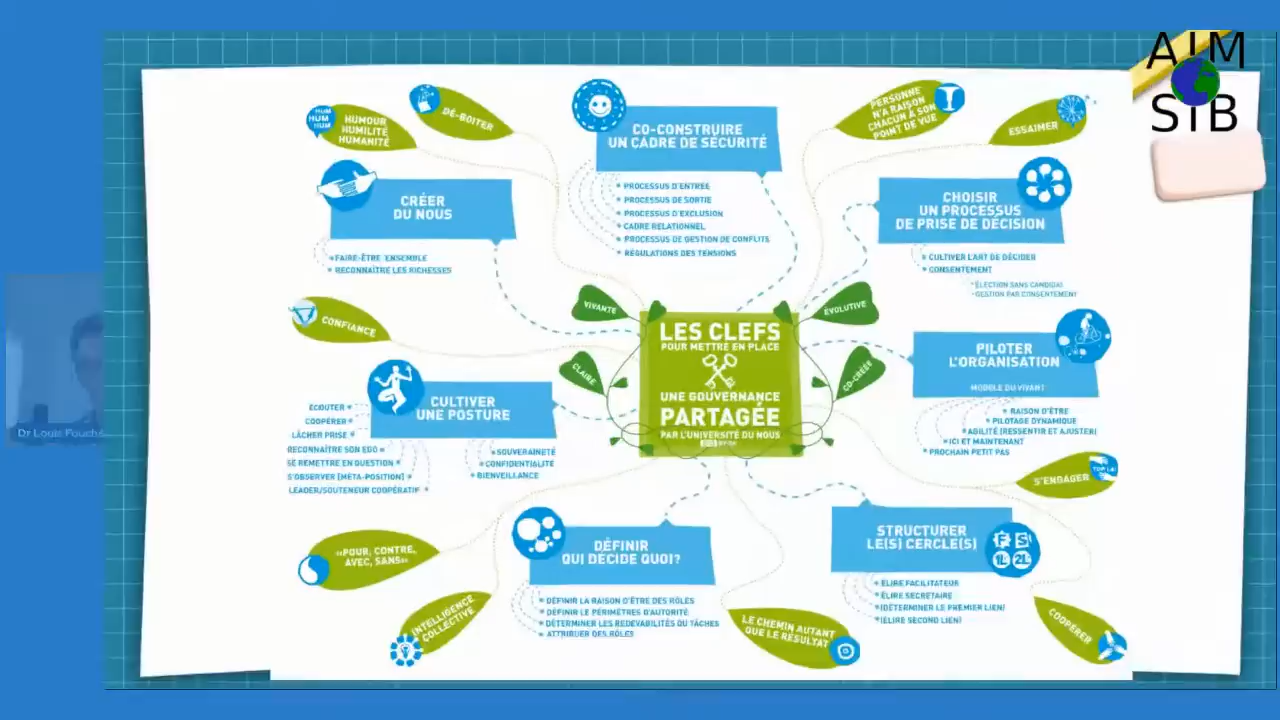 AIM
SIB
HUM
HUM
HUM
HUMOUR
HUMILITÉ
HUMANITÉ
DÉ-BOITER
CO-CONSTRUIRE
UN CADRE DE SÉCURITÉ
PROCESSUS D'ENTRÉE
PROCESSUS DE SORTIE
PROCESSUS D'EXCLUSION
CADRE RELATIONNEL
PROCESSUS DE GESTION DE CONFLITS
RÉGULATIONS DES TENSIONS
PERSONNE
N'A RAISON
CHACUN A SON
POINT DE VUE
ESSAIMER
CRÉER
DU NOUS
FAIRE-ÊTRE ENSEMBLE
RECONNAÎTRE LES RICHESSES
CHOISIR
UN PROCESSUS
DE PRISE DE DÉCISION
CULTIVER L'ART DE DÉCIDER
CONSENTEMENT
ÉLECTION SANS CANDIDAT
GESTION PAR CONSENTEMENT
CONFIANCE
VIVANTE
ÉVOLUTIVE
CLAIRE
CO-CRÉÉE
LES CLEFS
POUR METTRE EN PLACE
UNE GOUVERNANCE
PARTAGÉE
PAR L'UNIVERSITÉ DU NOUS
PILOTER
L'ORGANISATION
MODÈLE DU VIVANT
RAISON D'ÊTRE
PILOTAGE DYNAMIQUE
AGILITÉ (RESSENTIR ET AJUSTER)
ICI ET MAINTENANT
PROCHAIN PETIT PAS
CULTIVER
UNE POSTURE
ECOUTER
COOPÉRER
LÂCHER PRISE
RECONNAÎTRE SON EGO
SE REMETTRE EN QUESTION
S'OBSERVER (MÉTA-POSITION)
LEADER/SOUTENEUR COOPÉRATIF
SOUVERAINETÉ
CONFIDENTIALITÉ
BIENVEILLANCE
Dr Louis Fouché
S'ENGAGER
TOP LA!
«POUR, CONTRE,
AVEC, SANS»
DÉFINIR
QUI DÉCIDE QUOI?
DÉFINIR LA RAISON D'ÊTRE DES RÔLES
DÉFINIR LE PÉRIMÈTRES D'AUTORITÉ
DÉTERMINER LES REDEVABILITÉS OU TÂCHES
ATTRIBUER DES RÔLES
STRUCTURER
LE(S) CERCLE(S)
F S
1L 2L
ELIRE FACILITATEUR
ÉLIRE SECRÉTAIRE
(DÉTERMINER LE PREMIER LIEN)
(ÉLIRE SECOND LIEN)
INTELLIGENCE
COLLECTIVE
LE CHEMIN AUTANT
QUE LE RÉSULTAT
COOPÉRER